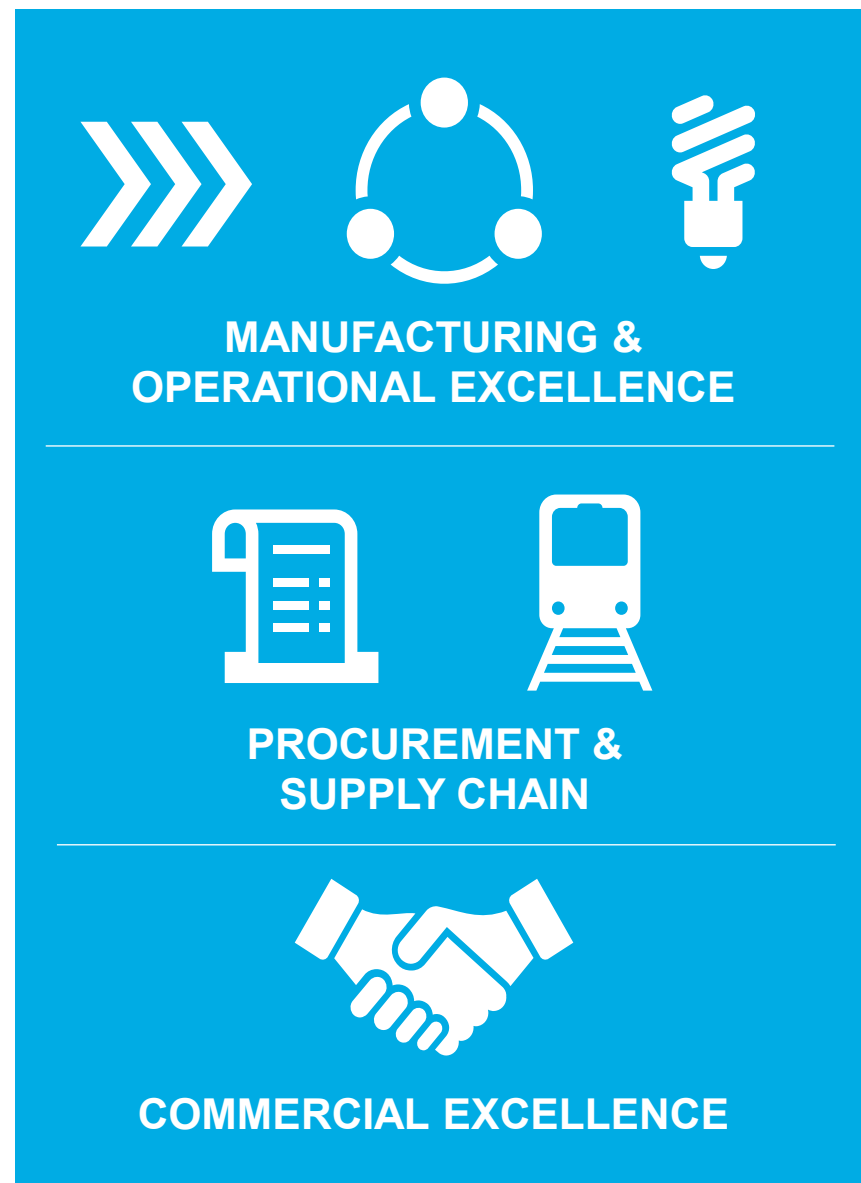 MANUFACTURING &
OPERATIONAL EXCELLENCE
PROCUREMENT &
SUPPLY CHAIN
COMMERCIAL EXCELLENCE